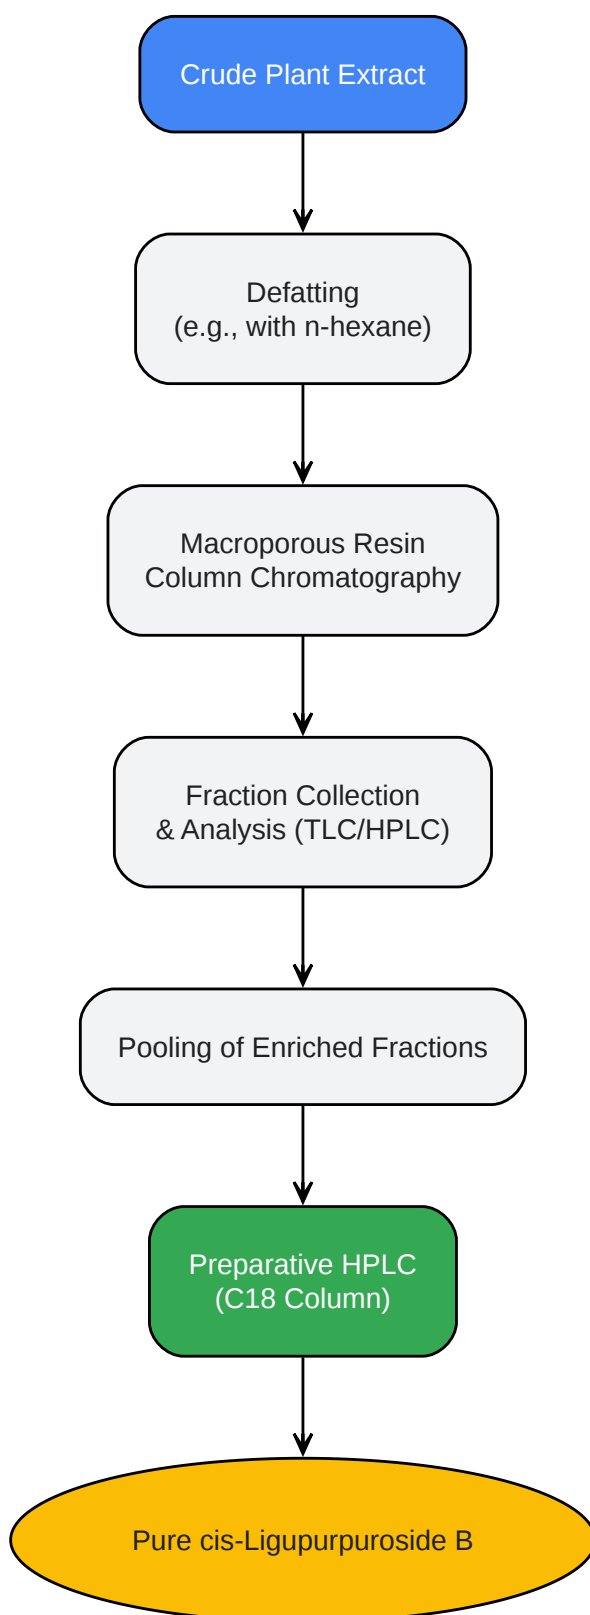 Crude Plant Extract
Defatting
(e.g., with n-hexane)
Macroporous Resin
Column Chromatography
Fraction Collection
& Analysis (TLC/HPLC)
Pooling of Enriched Fractions
Preparative HPLC
(C18 Column)
Pure cis-Ligupurpuroside B